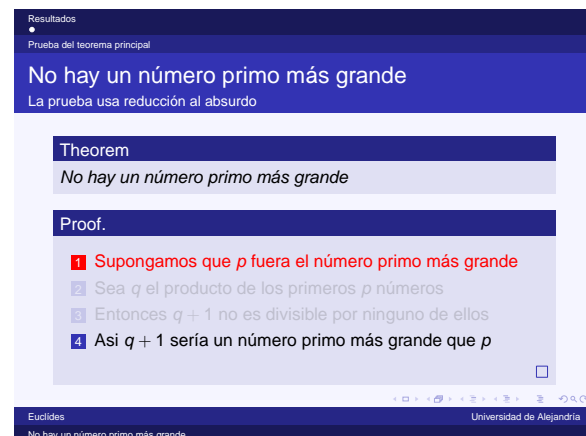 Resultados
Prueba del teorema principal
No hay un número primo más grande
La prueba usa reducción al absurdo
Theorem
No hay un número primo más grande
Proof.
1 Supongamos que p fuera el número primo más grande
2 Sea q el producto de los primeros p números
3 Entonces q + 1 no es divisible por ninguno de ellos
4 Asi q + 1 sería un número primo más grande que p
Euclídes Universidad de Alejandría
No hay un número primo más grande